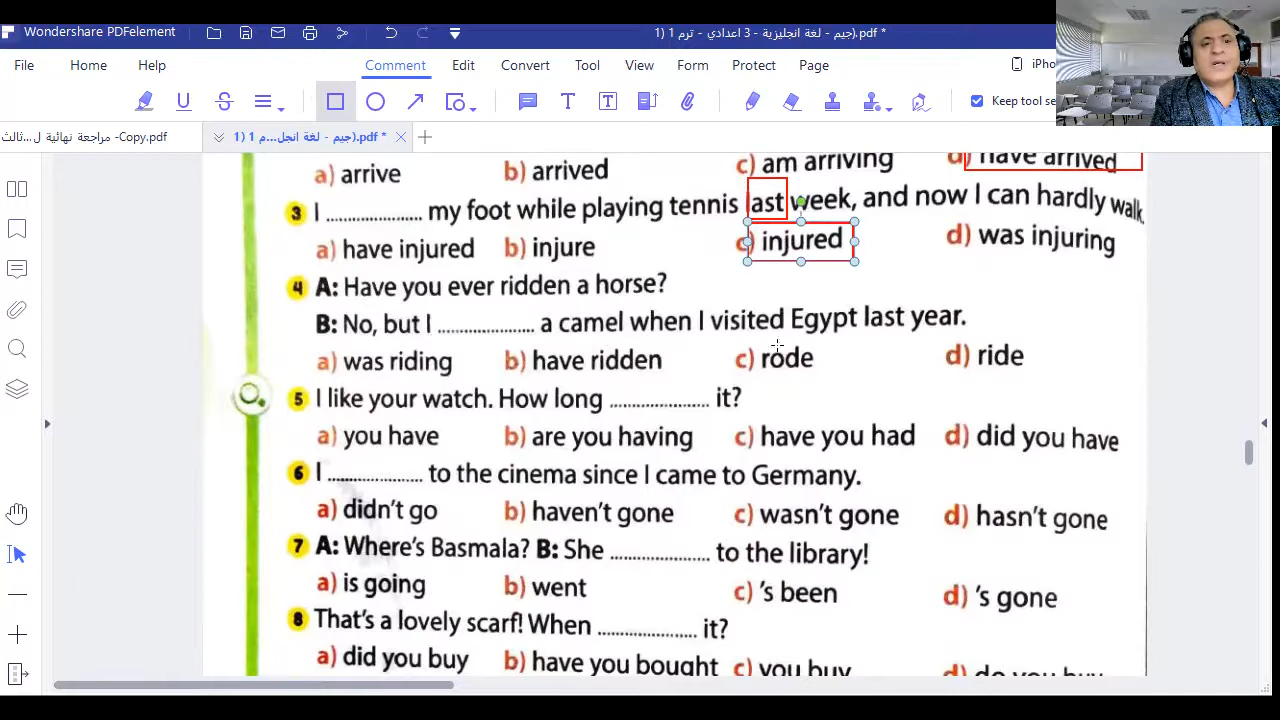 Wondershare PDFelement
(جيم - لغة انجليزية - 3 اعدادي - ترم 1 (1.pdf *
File Home Help Comment Edit Convert Tool View Form Protect Page iPho
Keep tool se
مراجعة نهائية ل ...الثالث -Copy.pdf
(جيم - لغة انجل...م 1 (1.pdf *
a) arrive b) arrived c) am arriving d) have arrived
3 I ..................... my foot while playing tennis last week, and now I can hardly walk.
a) have injured b) injure c) injured d) was injuring
4 A: Have you ever ridden a horse?
B: No, but I ..................... a camel when I visited Egypt last year.
a) was riding b) have ridden c) rode d) ride
5 I like your watch. How long ..................... it?
a) you have b) are you having c) have you had d) did you have
6 I ..................... to the cinema since I came to Germany.
a) didn't go b) haven't gone c) wasn't gone d) hasn't gone
7 A: Where's Basmala? B: She ..................... to the library!
a) is going b) went c) 's been d) 's gone
8 That's a lovely scarf! When ..................... it?
a) did you buy b) have you bought c) you buy d) do you buy